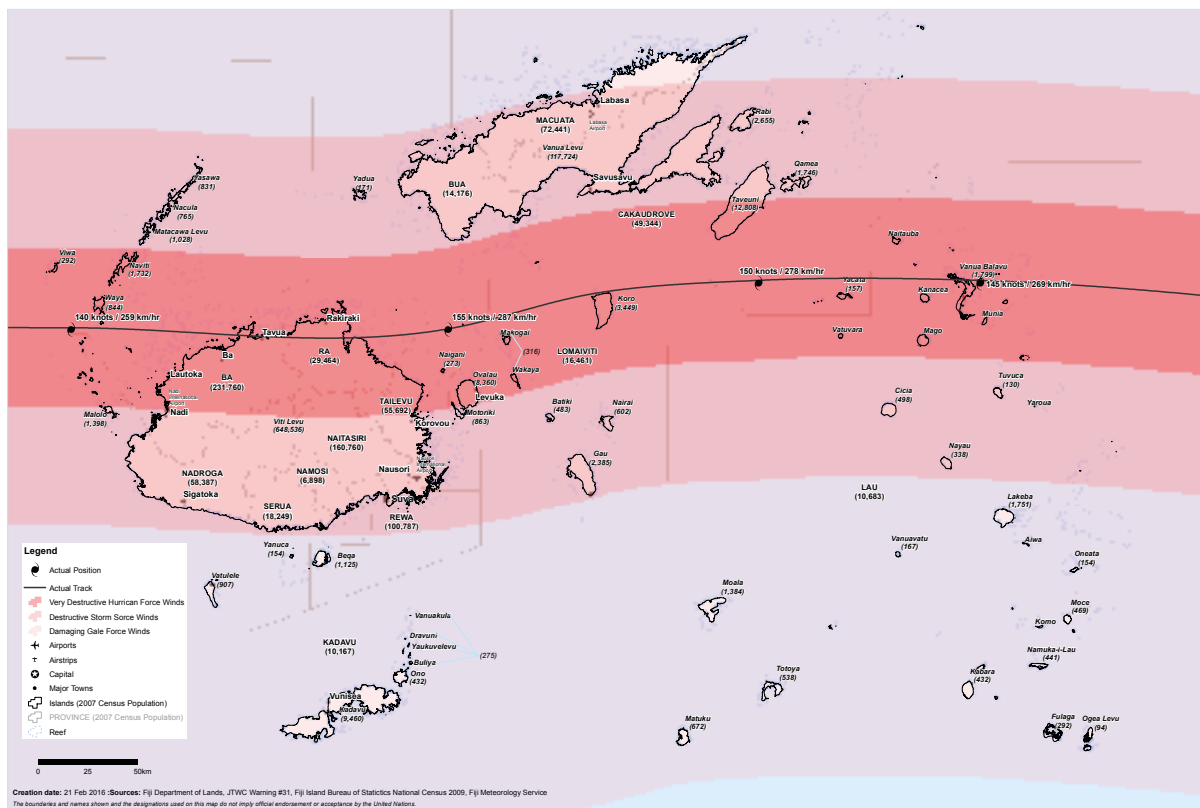 Labasa
MACUATA
(72,441)
Labasa
Airport
Rabi
(2,655)
Vanua Levu
(117,724)
Yasawa
(831)
Yadua
(171)
BUA
(14,176)
Savusavu
Qamea
(1,746)
Nacula
(765)
Taveuni
(12,808)
CAKAUDROVE
(49,344)
Matacawa Levu
(1,028)
Naitauba
Viwa
(292)
Naviti
(1,732)
150 knots / 278 km/hr
Vanua Balavu
(1,799)
Yacata
(157)
145 knots / 269 km/hr
Kanacea
Waya
(844)
Koro
(3,449)
140 knots / 259 km/hr
Rakiraki
155 knots / 287 km/hr
Munia
Tavua
Makogai
Vatuvara
Mago
Ba
RA
(29,464)
Naigani
(273)
(316)
LOMAIVITI
(16,461)
Lautoka
BA
(231,760)
Wakaya
Ovalau
(8,360)
Tuvuca
(130)
Nadi
International
Airport
Levuka
Cicia
(498)
Yaroua
Nadi
TAILEVU
(55,692)
Batiki
(483)
Nairai
(602)
Malolo
(1,398)
Motoriki
(863)
Viti Levu
(648,536)
Korovou
NAITASIRI
(160,760)
Nayau
(338)
Gau
(2,385)
NADROGA
(58,387)
NAMOSI
(6,898)
Nausori
International
Airport
Nausori
Sigatoka
LAU
(10,683)
Suva
Lakeba
(1,751)
SERUA
(18,249)
REWA
(100,787)
Vanuavatu
(167)
Aiwa
Yanuca
(154)
Beqa
(1,125)
Oneata
(154)
Vatulele
(907)
Moala
(1,384)
Moce
(469)
Vanuakula
Komo
Dravuni
KADAVU
(10,167)
Yaukuvelevu
(275)
Buliya
Namuka-i-Lau
(441)
Ono
(432)
Totoya
(538)
Kabara
(432)
Vunisea
Kadavu
(9,460)
Matuku
(672)
Fulaga
(292)
Ogea Levu
(94)
Legend
Actual Position
Actual Track
Very Destructive Hurrican Force Winds
Destructive Storm Sorce Winds
Damaging Gale Force Winds
Airports
Airstrips
Capital
Major Towns
Islands (2007 Census Population)
PROVINCE (2007 Census Population)
Reef
0 25 50km
Creation date: 21 Feb 2016 :Sources: Fiji Department of Lands, JTWC Warning #31, Fiji Island Bureau of Statictics National Census 2009, Fiji Meteorology Service
The boundaries and names shown and the designations used on this map do not imply official endorsement or acceptance by the United Nations.